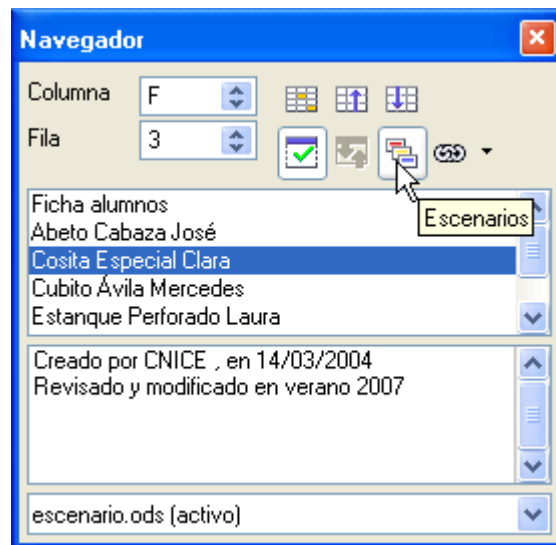 Navegador
Columna F
Fila 3
Escenarios
Ficha alumnos
Abeto Cabaza José
Cosita Especial Clara
Cubito Ávila Mercedes
Estanque Perforado Laura
Creado por CNICE , en 14/03/2004
Revisado y modificado en verano 2007
escenario.ods (activo)